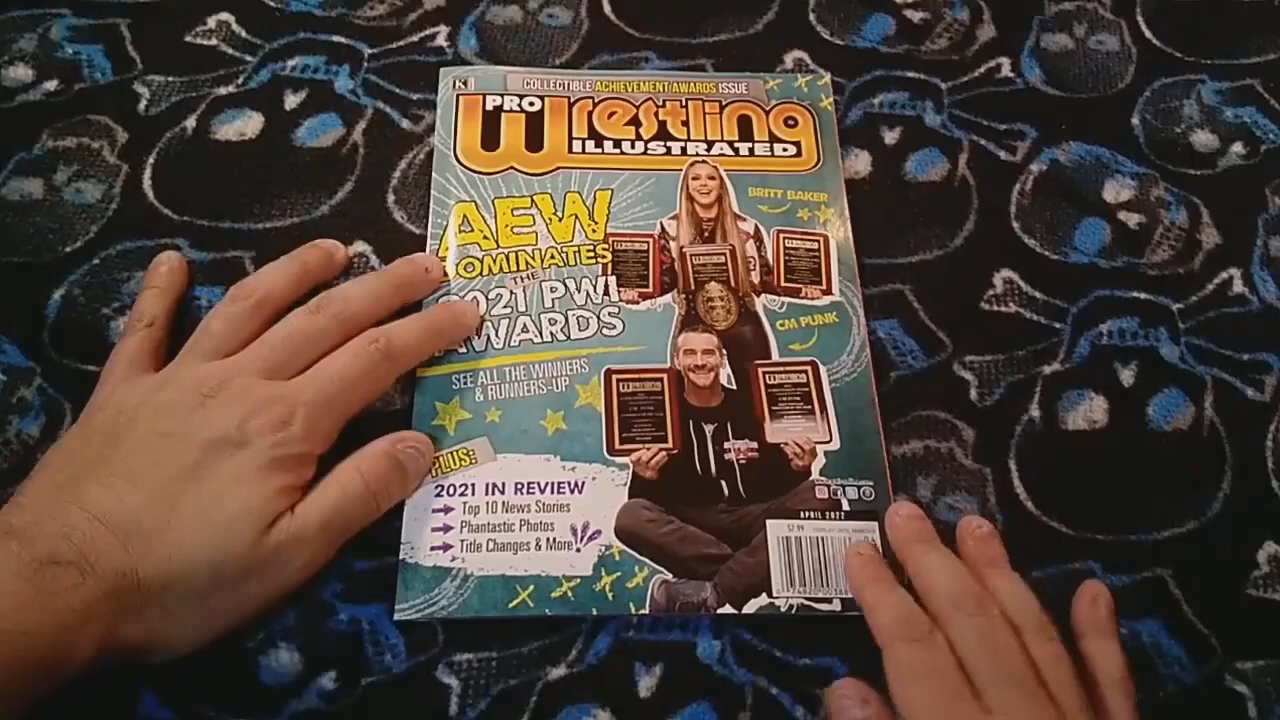 COLLECTIBLE ACHIEVEMENT AWARDS ISSUE
PRO
Wrestling
ILLUSTRATED
BRITT BAKER
AEW
DOMINATES
THE
2021 PWI
AWARDS
CM PUNK
SEE ALL THE WINNERS
& RUNNERS-UP
PLUS:
2021 IN REVIEW
Top 10 News Stories
Phantastic Photos
Title Changes & More
APRIL 2022
$7.99
04